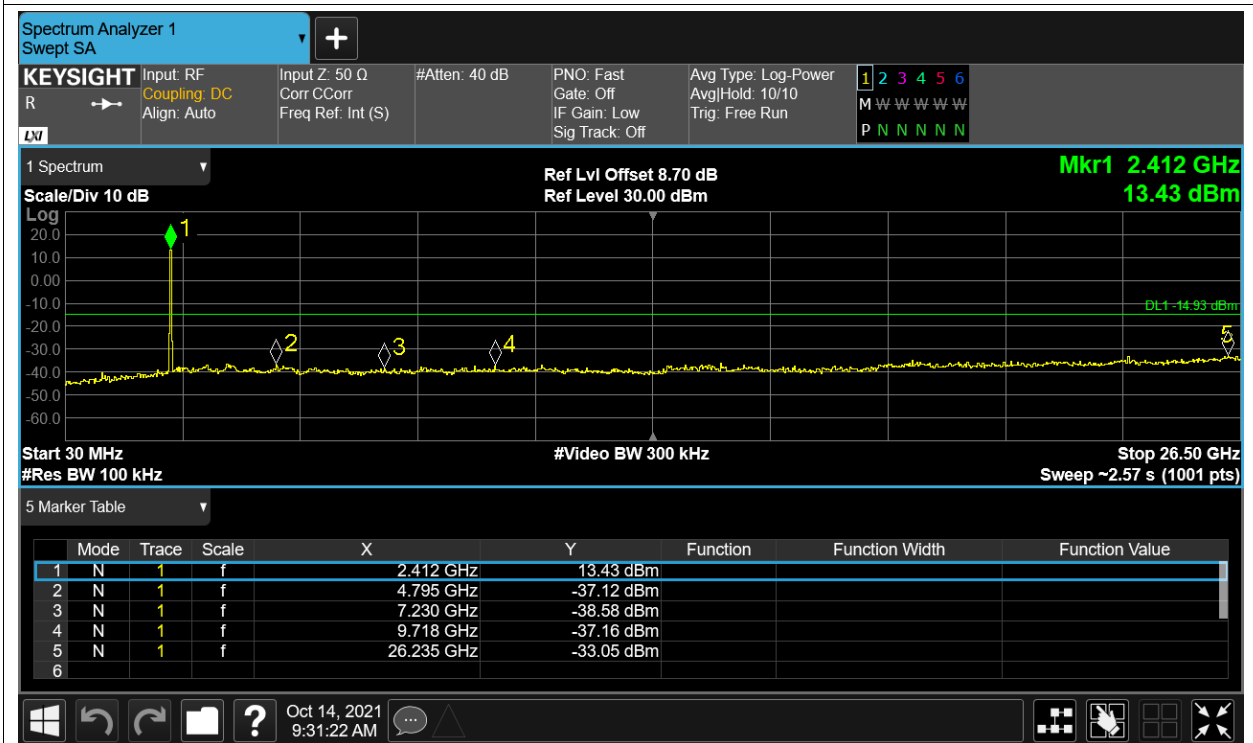 Spectrum Analyzer 1
Swept SA
+
KEYSIGHT Input: RF Input Z: 50 Ω #Atten: 40 dB PNO: Fast Avg Type: Log-Power 1 2 3 4 5 6
R Coupling: DC Corr CCorr Gate: Off Avg|Hold: 10/10 M W W W W W
Align: Auto Freq Ref: Int (S) IF Gain: Low Trig: Free Run
LXI Sig Track: Off P N N N N N
1 Spectrum Ref Lvl Offset 8.70 dB Mkr1 2.412 GHz
Scale/Div 10 dB Ref Level 30.00 dBm 13.43 dBm
Log
1
20.0
10.0
0.00
-10.0 DL1 -14.93 dBm
-20.0
2 3 4 5
-30.0
-40.0
-50.0
-60.0
Start 30 MHz #Video BW 300 kHz Stop 26.50 GHz
#Res BW 100 kHz Sweep ~2.57 s (1001 pts)
5 Marker Table
Mode Trace Scale X Y Function Function Width Function Value
1 N 1 f 2.412 GHz 13.43 dBm
2 N 1 f 4.795 GHz -37.12 dBm
3 N 1 f 7.230 GHz -38.58 dBm
4 N 1 f 9.718 GHz -37.16 dBm
5 N 1 f 26.235 GHz -33.05 dBm
6
? Oct 14, 2021
9:31:22 AM